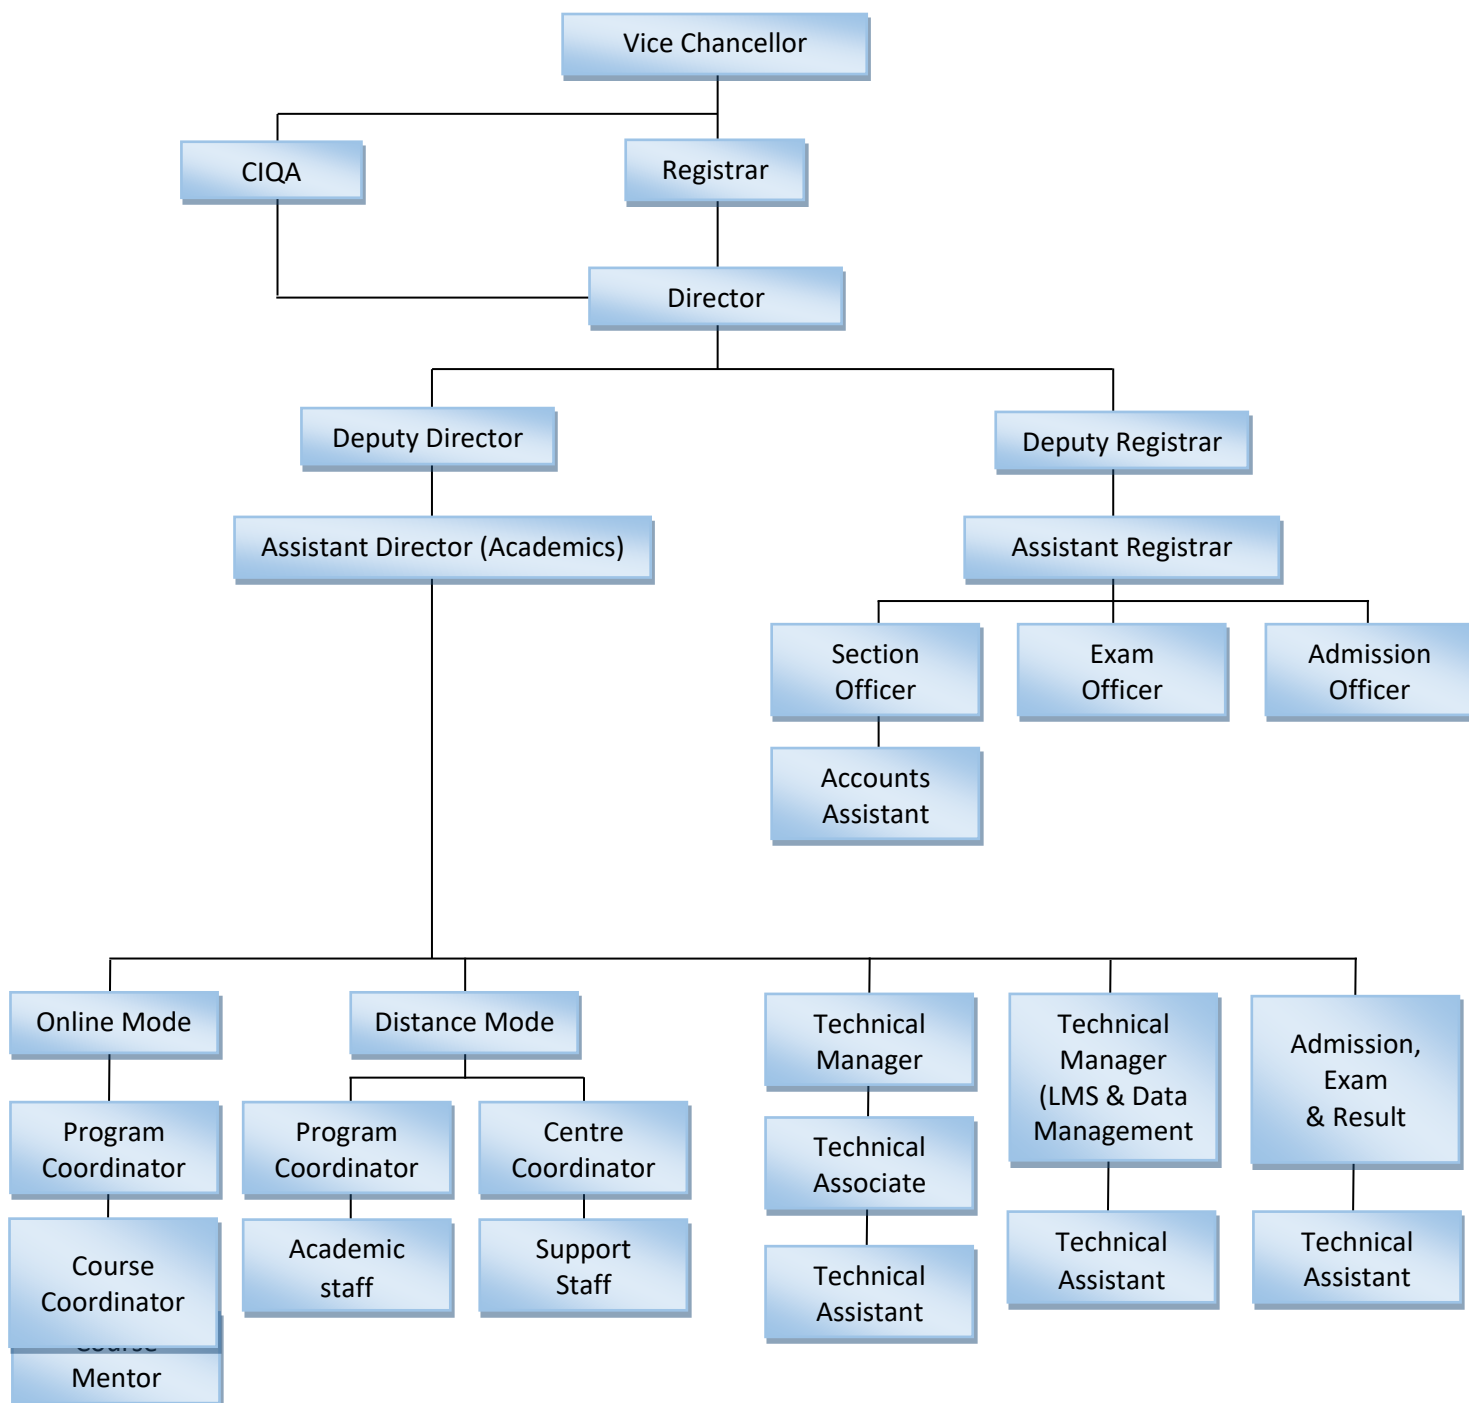 Vice Chancellor
CIQA
Registrar
Director
Deputy Director
Deputy Registrar
Assistant Director (Academics)
Assistant Registrar
Section
Officer
Exam
Officer
Admission
Officer
Accounts
Assistant
Online Mode
Distance Mode
Technical
Manager
Technical
Manager
(LMS & Data
Management
Admission,
Exam
& Result
Program
Coordinator
Program
Coordinator
Centre
Coordinator
Technical
Associate
Course
Coordinator
Academic
staff
Support
Staff
Technical
Assistant
Technical
Assistant
Technical
Assistant
Course
Mentor